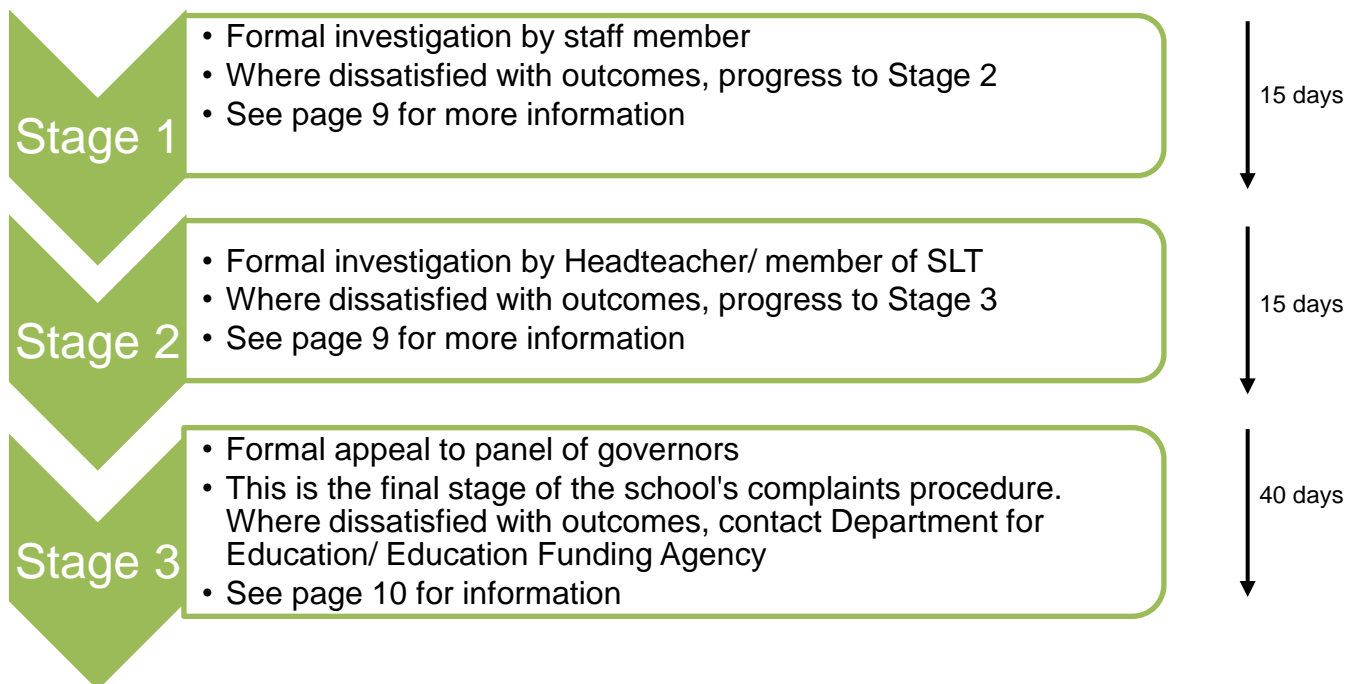 Stage 1
• Formal investigation by staff member
• Where dissatisfied with outcomes, progress to Stage 2
• See page 9 for more information
15 days
Stage 2
• Formal investigation by Headteacher/ member of SLT
• Where dissatisfied with outcomes, progress to Stage 3
• See page 9 for more information
15 days
Stage 3
• Formal appeal to panel of governors
• This is the final stage of the school's complaints procedure.
Where dissatisfied with outcomes, contact Department for
Education/ Education Funding Agency
• See page 10 for information
40 days